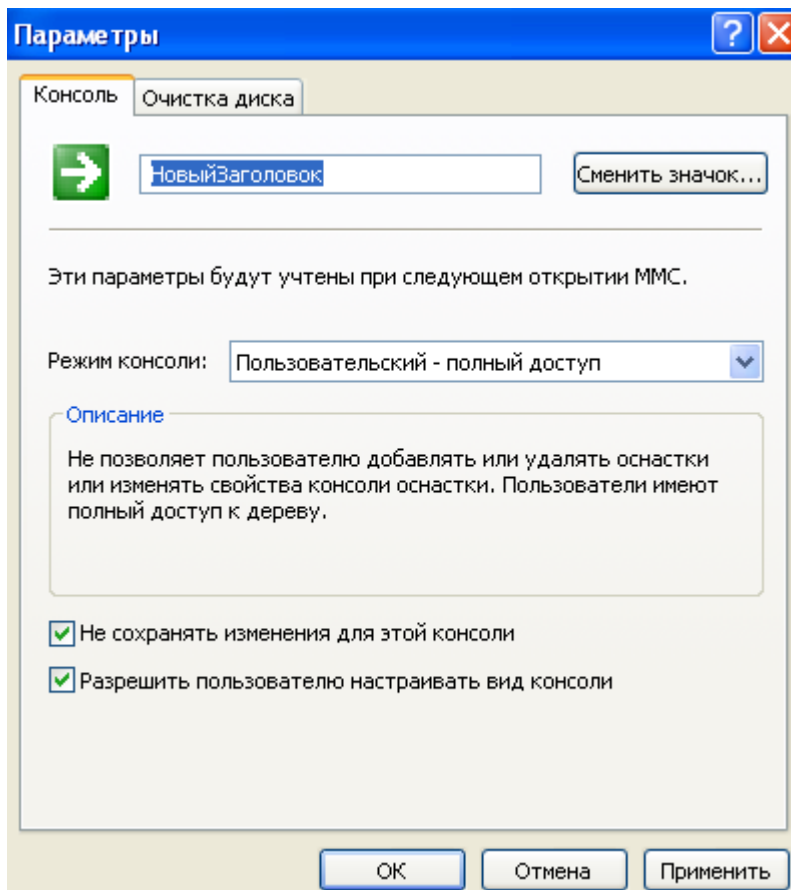 Параметры
?
Консоль Очистка диска
НовыйЗаголовок Сменить значок...
Эти параметры будут учтены при следующем открытии MMC.
Режим консоли: Пользовательский - полный доступ
Описание
Не позволяет пользователю добавлять или удалять оснастки
или изменять свойства консоли оснастки. Пользователи имеют
полный доступ к дереву.
Не сохранять изменения для этой консоли
Разрешить пользователю настраивать вид консоли
ОК Отмена Применить